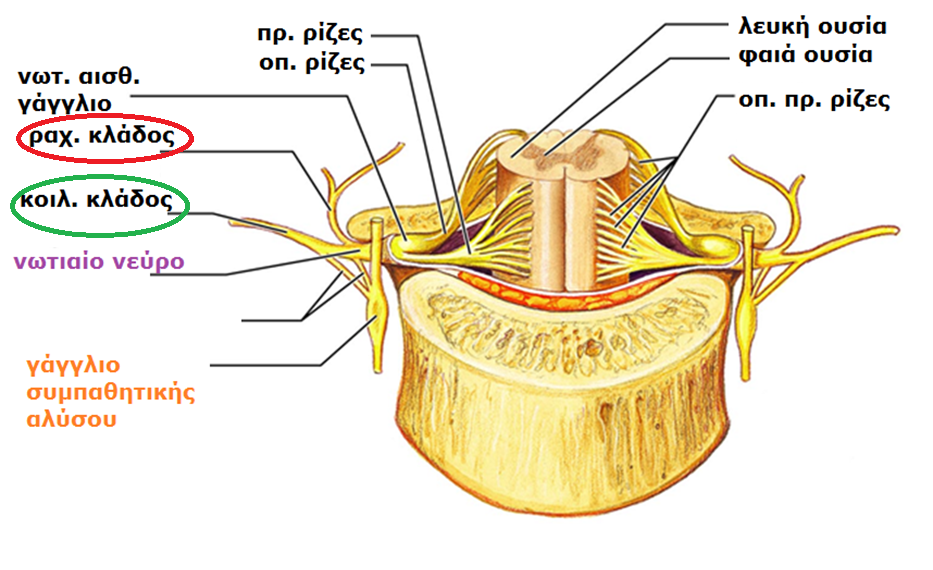 πρ. ρίζες
οπ. ρίζες
νωτ. αισθ.
γάγγλιο
ραχ. κλάδος
κοιλ. κλάδος
νωτιαίο νεύρο
γάγγλιο
συμπαθητικής
αλύσου
λευκή ουσία
φαιά ουσία
οπ. πρ. ρίζες